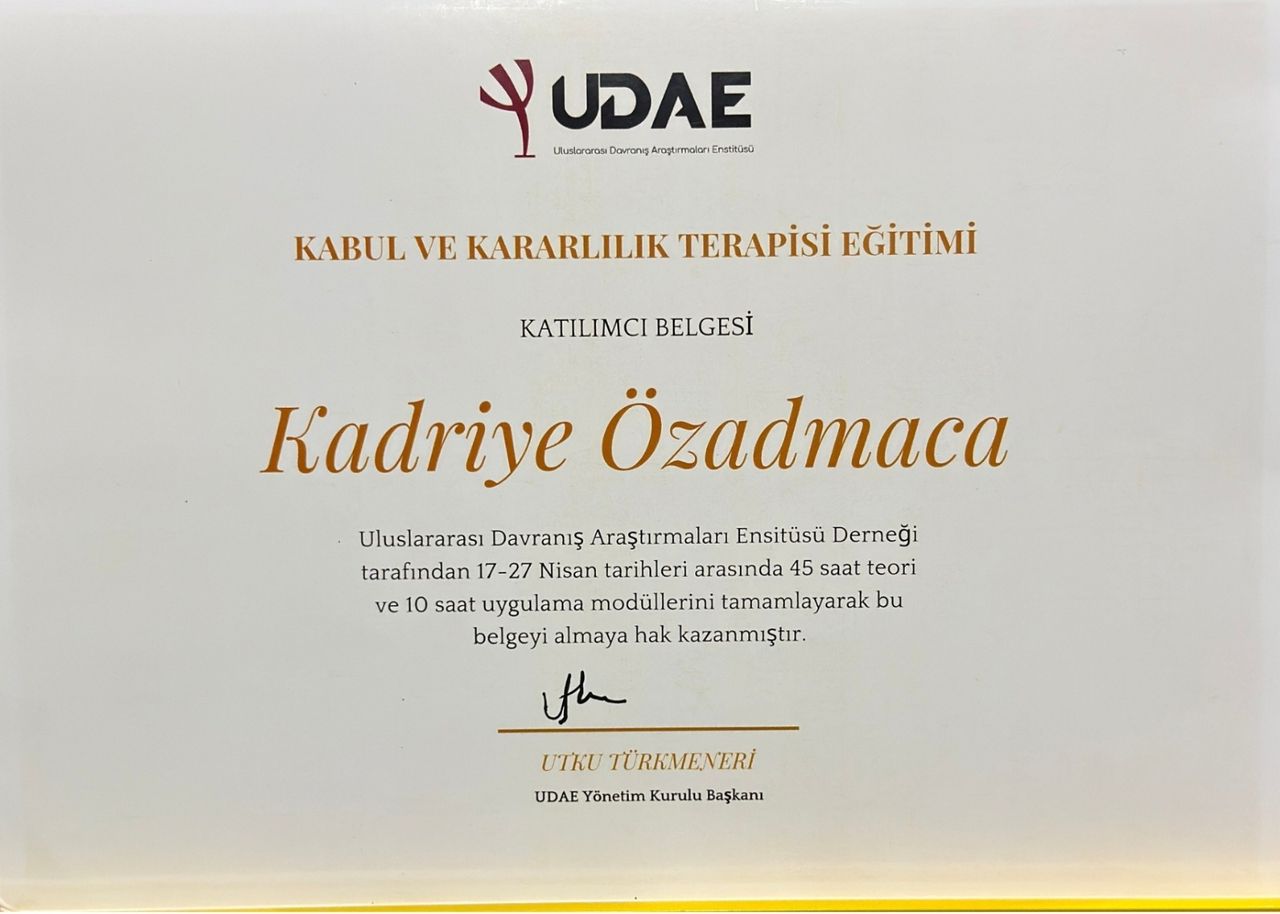 UDAE
Uluslararası Davranış Araştırmaları Enstitüsü
KABUL VE KARARLILIK TERAPİSİ EĞİTİMİ
KATILIMCI BELGESİ
Kadriye Özadmaca
Uluslararası Davranış Araştırmaları Ensitüsü Derneği
tarafından 17-27 Nisan tarihleri arasında 45 saat teori
ve 10 saat uygulama modüllerini tamamlayarak bu
belgeyi almaya hak kazanmıştır.
UTKU TÜRKMENERİ
UDAE Yönetim Kurulu Başkanı